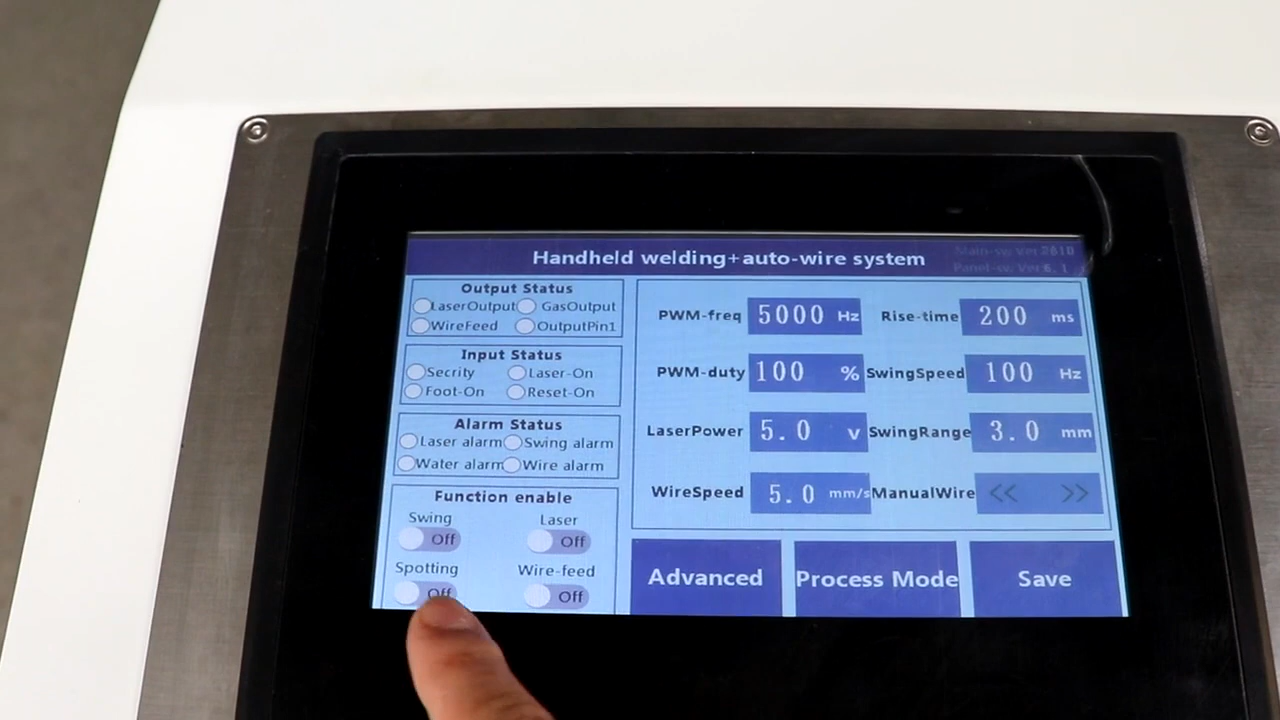 Handheld welding+auto-wire system
Main-sw. Ver
Panel-sw. Ver 6. 1
Output Status
LaserOutput GasOutput
WireFeed OutputPin1
Input Status
Secrity Laser-On
Foot-On Reset-On
Alarm Status
Laser alarm Swing alarm
Water alarm Wire alarm
Function enable
Swing Laser
Off Off
Spotting Wire-feed
Off Off
PWM-freq 5000 Hz Rise-time 200 ms
PWM-duty 100 % SwingSpeed 100 Hz
LaserPower 5.0 v SwingRange 3.0 mm
WireSpeed 5.0 mm/s ManualWire << >>
Advanced Process Mode Save